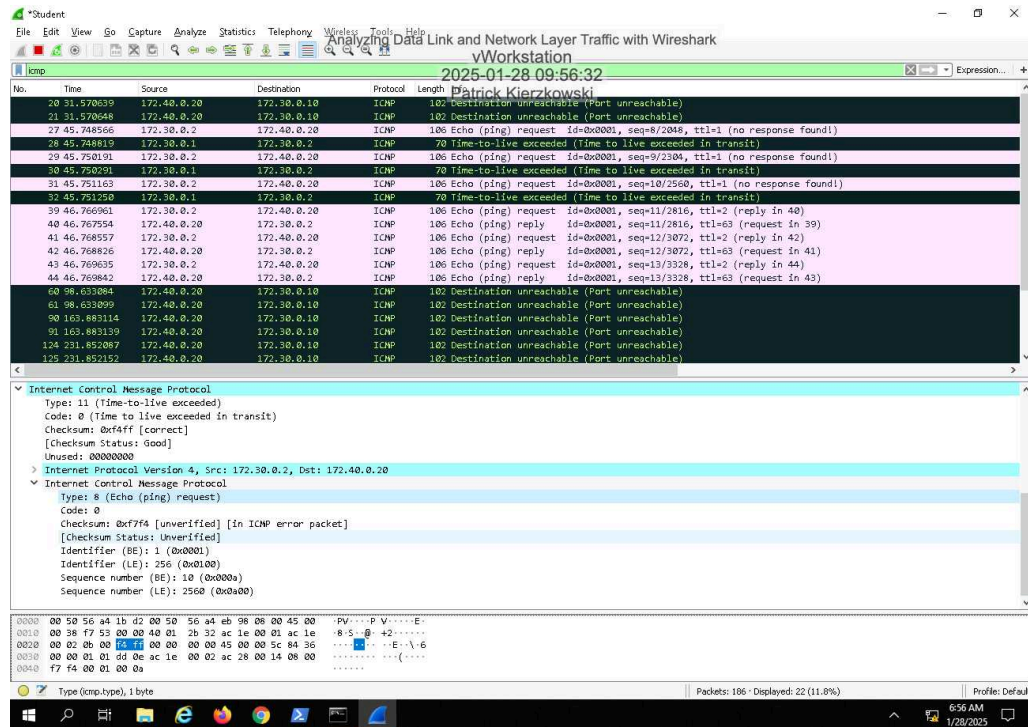 *Student
File Edit View Go Capture Analyze Statistics Telephony Wireless Tools Help
Analyzing Data Link and Network Layer Traffic with Wireshark
vWorkstation
2025-01-28 09:56:32
Patrick Kierzkowski
icmp
Expression... +
No. Time Source Destination Protocol Length Info
20 31.570639 172.40.0.20 172.30.0.10 ICMP 102 Destination unreachable (Port unreachable)
21 31.570648 172.40.0.20 172.30.0.10 ICMP 102 Destination unreachable (Port unreachable)
27 45.748566 172.30.0.2 172.40.0.20 ICMP 106 Echo (ping) request id=0x0001, seq=8/2048, ttl=1 (no response found!)
28 45.748819 172.30.0.1 172.30.0.2 ICMP 70 Time-to-live exceeded (Time to live exceeded in transit)
29 45.750191 172.30.0.2 172.40.0.20 ICMP 106 Echo (ping) request id=0x0001, seq=9/2304, ttl=1 (no response found!)
30 45.750291 172.30.0.1 172.30.0.2 ICMP 70 Time-to-live exceeded (Time to live exceeded in transit)
31 45.751163 172.30.0.2 172.40.0.20 ICMP 106 Echo (ping) request id=0x0001, seq=10/2560, ttl=1 (no response found!)
32 45.751250 172.30.0.1 172.30.0.2 ICMP 70 Time-to-live exceeded (Time to live exceeded in transit)
39 46.766961 172.30.0.2 172.40.0.20 ICMP 106 Echo (ping) request id=0x0001, seq=11/2816, ttl=2 (reply in 40)
40 46.767554 172.40.0.20 172.30.0.2 ICMP 106 Echo (ping) reply id=0x0001, seq=11/2816, ttl=63 (request in 39)
41 46.768557 172.30.0.2 172.40.0.20 ICMP 106 Echo (ping) request id=0x0001, seq=12/3072, ttl=2 (reply in 42)
42 46.768826 172.40.0.20 172.30.0.2 ICMP 106 Echo (ping) reply id=0x0001, seq=12/3072, ttl=63 (request in 41)
43 46.769635 172.30.0.2 172.40.0.20 ICMP 106 Echo (ping) request id=0x0001, seq=13/3328, ttl=2 (reply in 44)
44 46.769842 172.40.0.20 172.30.0.2 ICMP 106 Echo (ping) reply id=0x0001, seq=13/3328, ttl=63 (request in 43)
60 98.633084 172.40.0.20 172.30.0.10 ICMP 102 Destination unreachable (Port unreachable)
61 98.633099 172.40.0.20 172.30.0.10 ICMP 102 Destination unreachable (Port unreachable)
90 163.883114 172.40.0.20 172.30.0.10 ICMP 102 Destination unreachable (Port unreachable)
91 163.883139 172.40.0.20 172.30.0.10 ICMP 102 Destination unreachable (Port unreachable)
124 231.852087 172.40.0.20 172.30.0.10 ICMP 102 Destination unreachable (Port unreachable)
125 231.852152 172.40.0.20 172.30.0.10 ICMP 102 Destination unreachable (Port unreachable)
Internet Control Message Protocol
Type: 11 (Time-to-live exceeded)
Code: 0 (Time to live exceeded in transit)
Checksum: 0xf4ff [correct]
[Checksum Status: Good]
Unused: 00000000
Internet Protocol Version 4, Src: 172.30.0.2, Dst: 172.40.0.20
Internet Control Message Protocol
Type: 8 (Echo (ping) request)
Code: 0
Checksum: 0xf7f4 [unverified] [in ICMP error packet]
[Checksum Status: Unverified]
Identifier (BE): 1 (0x0001)
Identifier (LE): 256 (0x0100)
Sequence number (BE): 10 (0x000a)
Sequence number (LE): 2560 (0x0a00)
0000 00 50 56 a4 1b d2 00 50 56 a4 eb 98 08 00 45 00 ·PV····P V·····E·
0010 00 38 f7 53 00 00 40 01 2b 32 ac 1e 00 01 ac 1e ·8·S··@· +2······
0020 00 02 0b 00 f4 ff 00 00 00 00 45 00 00 5c 84 36 ········ ··E··\·6
0030 00 00 01 01 dd 0e ac 1e 00 02 ac 28 00 14 08 00 ········ ···(····
0040 f7 f4 00 01 00 0a ······
Type (icmp.type), 1 byte
Packets: 186 · Displayed: 22 (11.8%)
Profile: Defaul
6:56 AM
1/28/2025